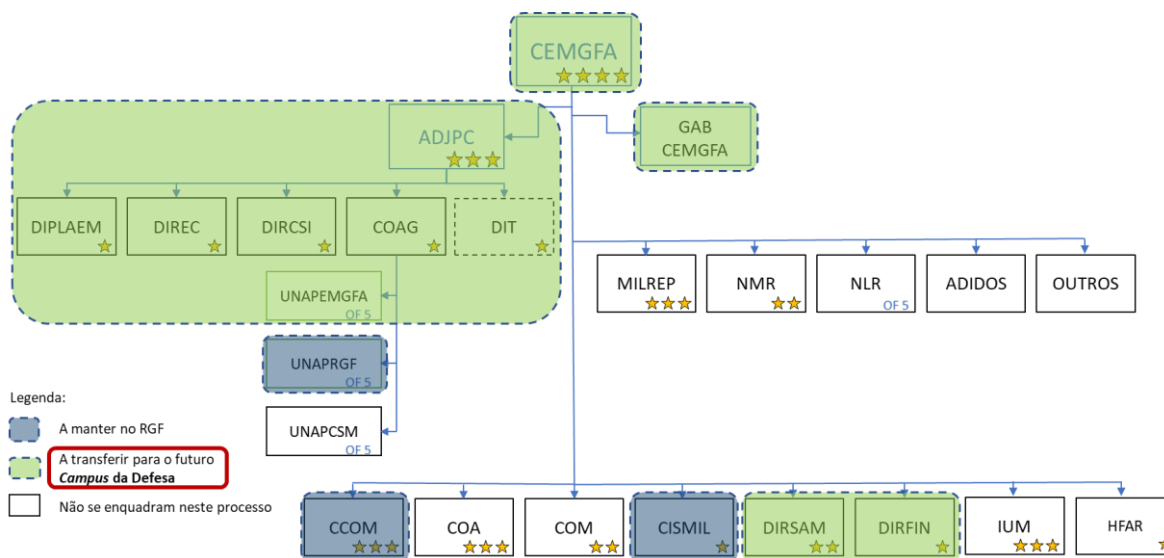 CEMGFA
GAB
CEMGFA
ADJPC
DIPLAEM
DIREC
DIRCSI
COAG
DIT
UNAPEMGFA
OF 5
UNAPRGF
OF 5
UNAPCSM
OF 5
MILREP
NMR
NLR
OF 5
ADIDOS
OUTROS
Legenda:
A manter no RGF
A transferir para o futuro
Campus da Defesa
Não se enquadram neste processo
CCOM
COA
COM
CISMIL
DIRSAM
DIRFIN
IUM
HFAR